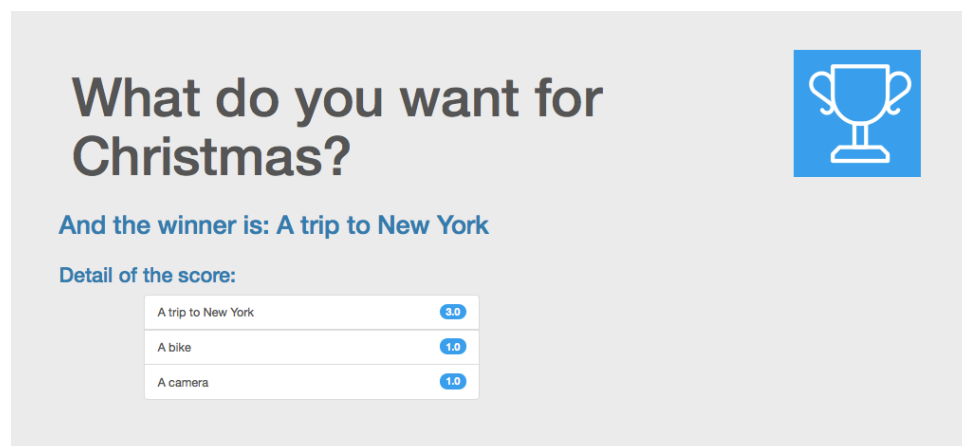 What do you want for
Christmas?
And the winner is: A trip to New York
Detail of the score:
A trip to New York 3.0
A bike 1.0
A camera 1.0